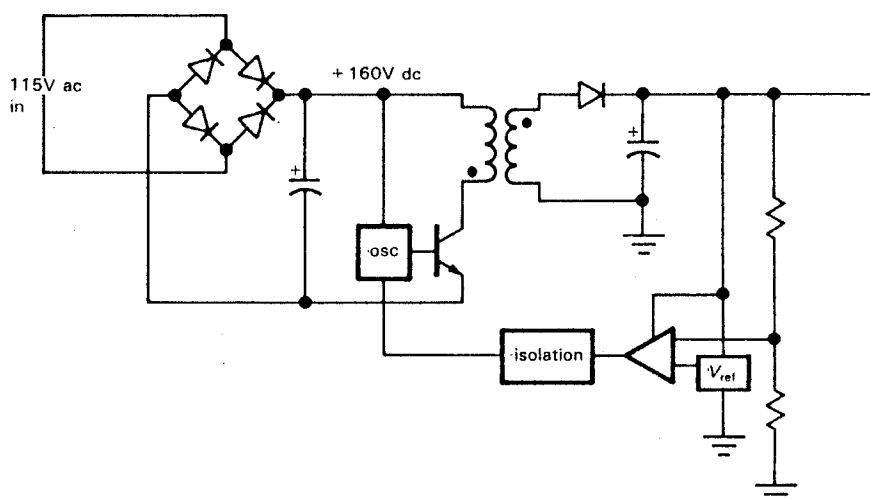 115V ac
in
+ 160V dc
+
+
osc
isolation
Vref